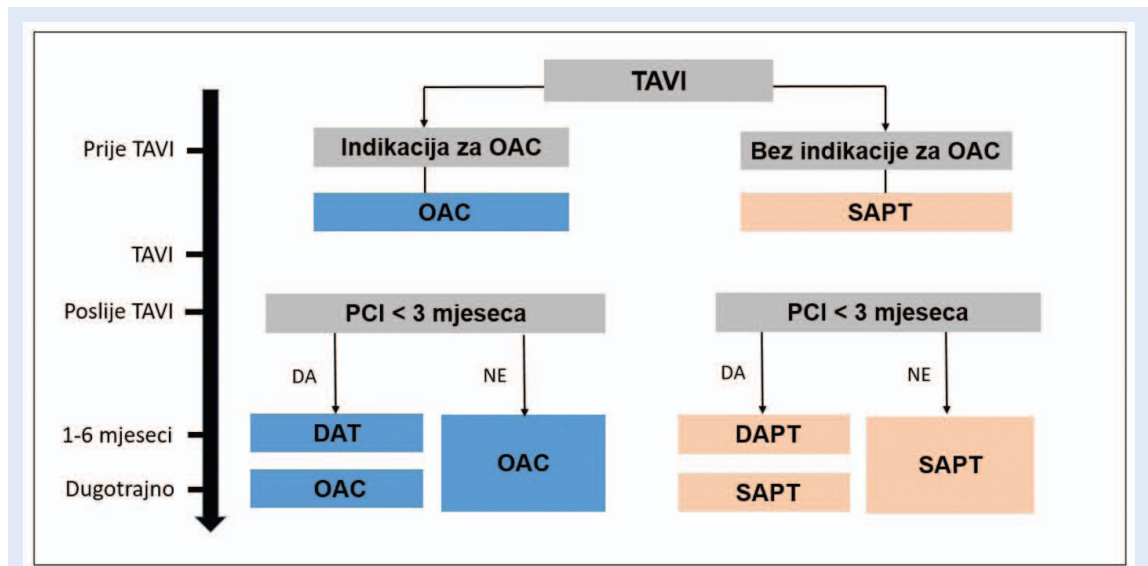 TAVI
Prije TAVI
Indikacija za OAC
Bez indikacije za OAC
OAC
SAPT
TAVI
Poslije TAVI
PCI < 3 mjeseca
PCI < 3 mjeseca
DA
NE
DA
NE
1-6 mjeseci
DAT
OAC
DAPT
SAPT
Dugotrajno
OAC
SAPT